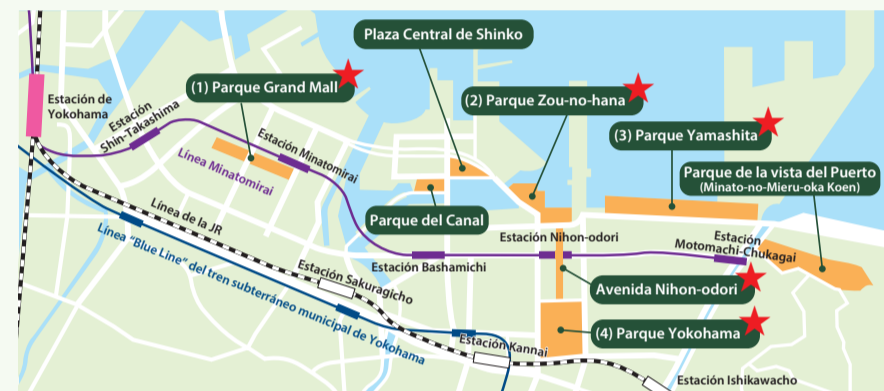 Plaza Central de Shinko
(1) Parque Grand Mall
(2) Parque Zou-no-hana
(3) Parque Yamashita
Parque de la vista del Puerto
(Minato-no-Mieru-oka Koen)
Estación de
Yokohama
Estación
Shin-Takashima
Estación Minatomirai
Línea Minatomirai
Parque del Canal
Línea de la JR
Línea "Blue Line" del tren subterráneo municipal de Yokohama
Estación Sakuragicho
Estación Bashamichi
Estación Nihon-odori
Estación
Motomachi-Chukagai
Avenida Nihon-odori
(4) Parque Yokohama
Estación Kannai
Estación Ishikawacho